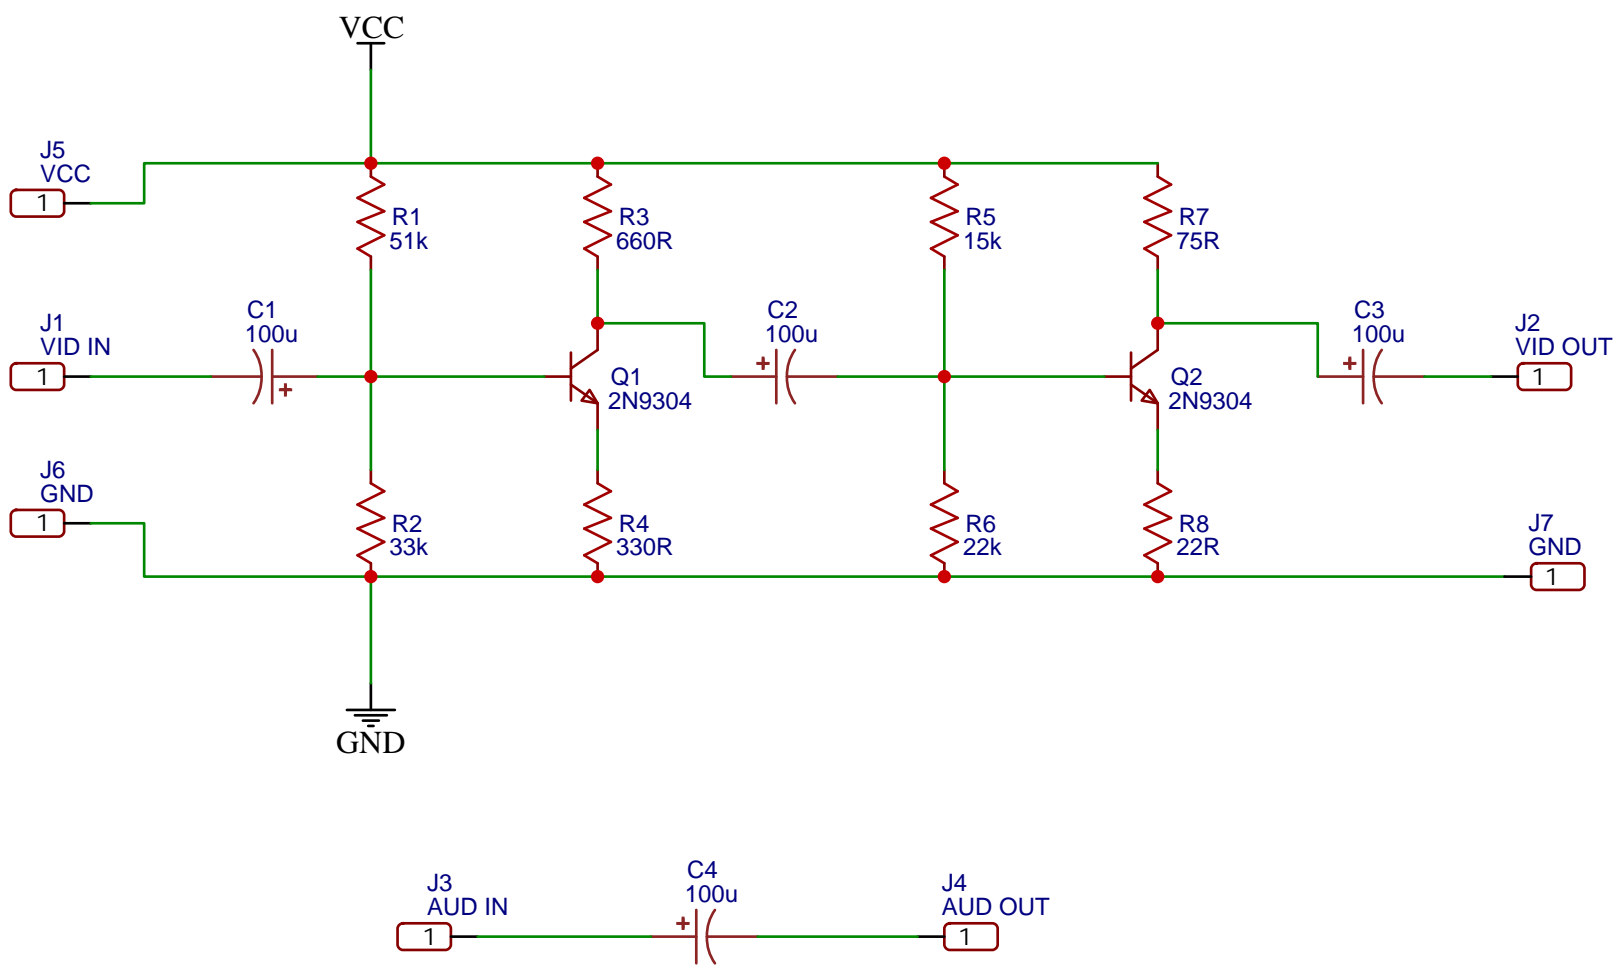 VCC
J5
VCC
1
R1
51k
R3
660R
R5
15k
R7
75R
J1
VID IN
1
C1
100u
C2
100u
C3
100u
J2
VID OUT
1
Q1
2N9304
Q2
2N9304
J6
GND
1
R2
33k
R4
330R
R6
22k
R8
22R
J7
GND
1
GND
J3
AUD IN
1
C4
100u
J4
AUD OUT
1